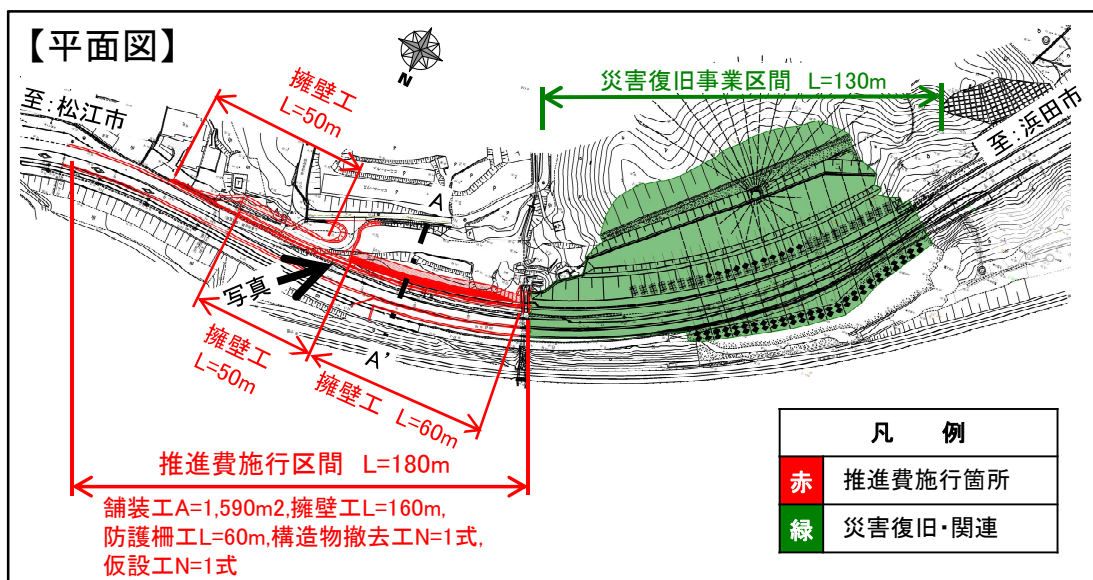 【平面図】
N
至:松江市
擁壁工
L=50m
災害復旧事業区間 L=130m
至:浜田市
A
写真
A'
擁壁工
L=50m
擁壁工 L=60m
推進費施行区間 L=180m
舗装工A=1,590m2,擁壁工L=160m,
防護柵工L=60m,構造物撤去工N=1式,
仮設工N=1式
凡 例
赤 推進費施行箇所
緑 災害復旧・関連